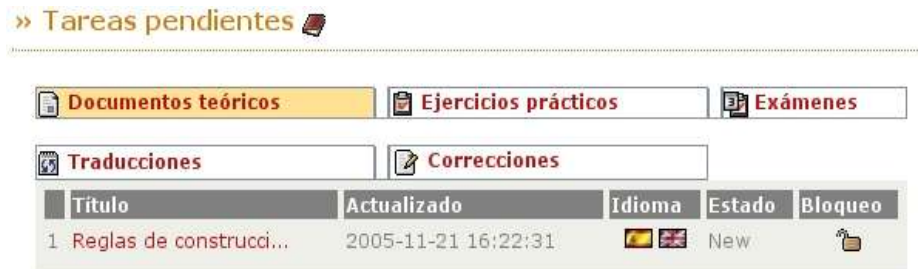 » Tareas pendientes
Documentos teóricos Ejercicios prácticos Exámenes
Traducciones Correcciones
Título Actualizado Idioma Estado Bloqueo
1 Reglas de construcci... 2005-11-21 16:22:31 New